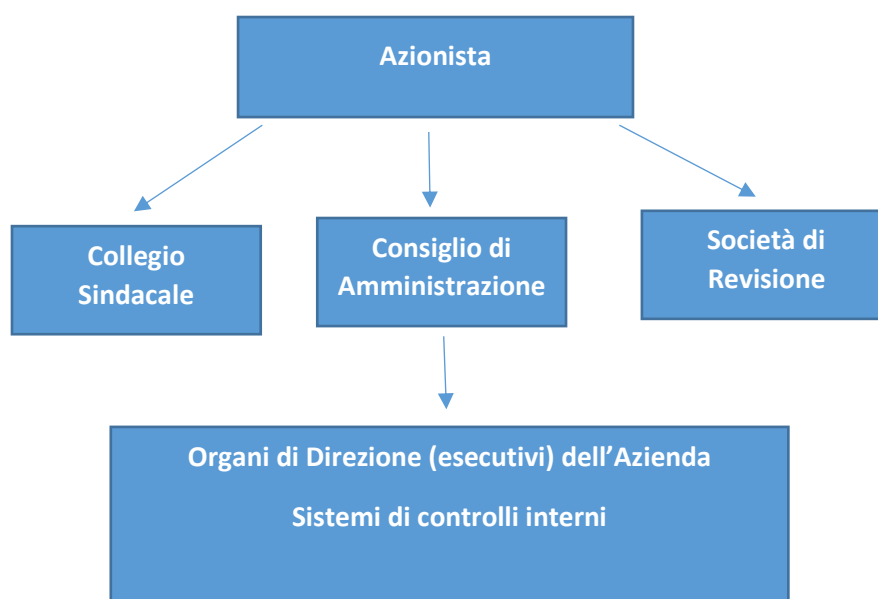 Azionista
Collegio
Sindacale
Consiglio di
Amministrazione
Società di
Revisione
Organi di Direzione (esecutivi) dell’Azienda
Sistemi di controlli interni